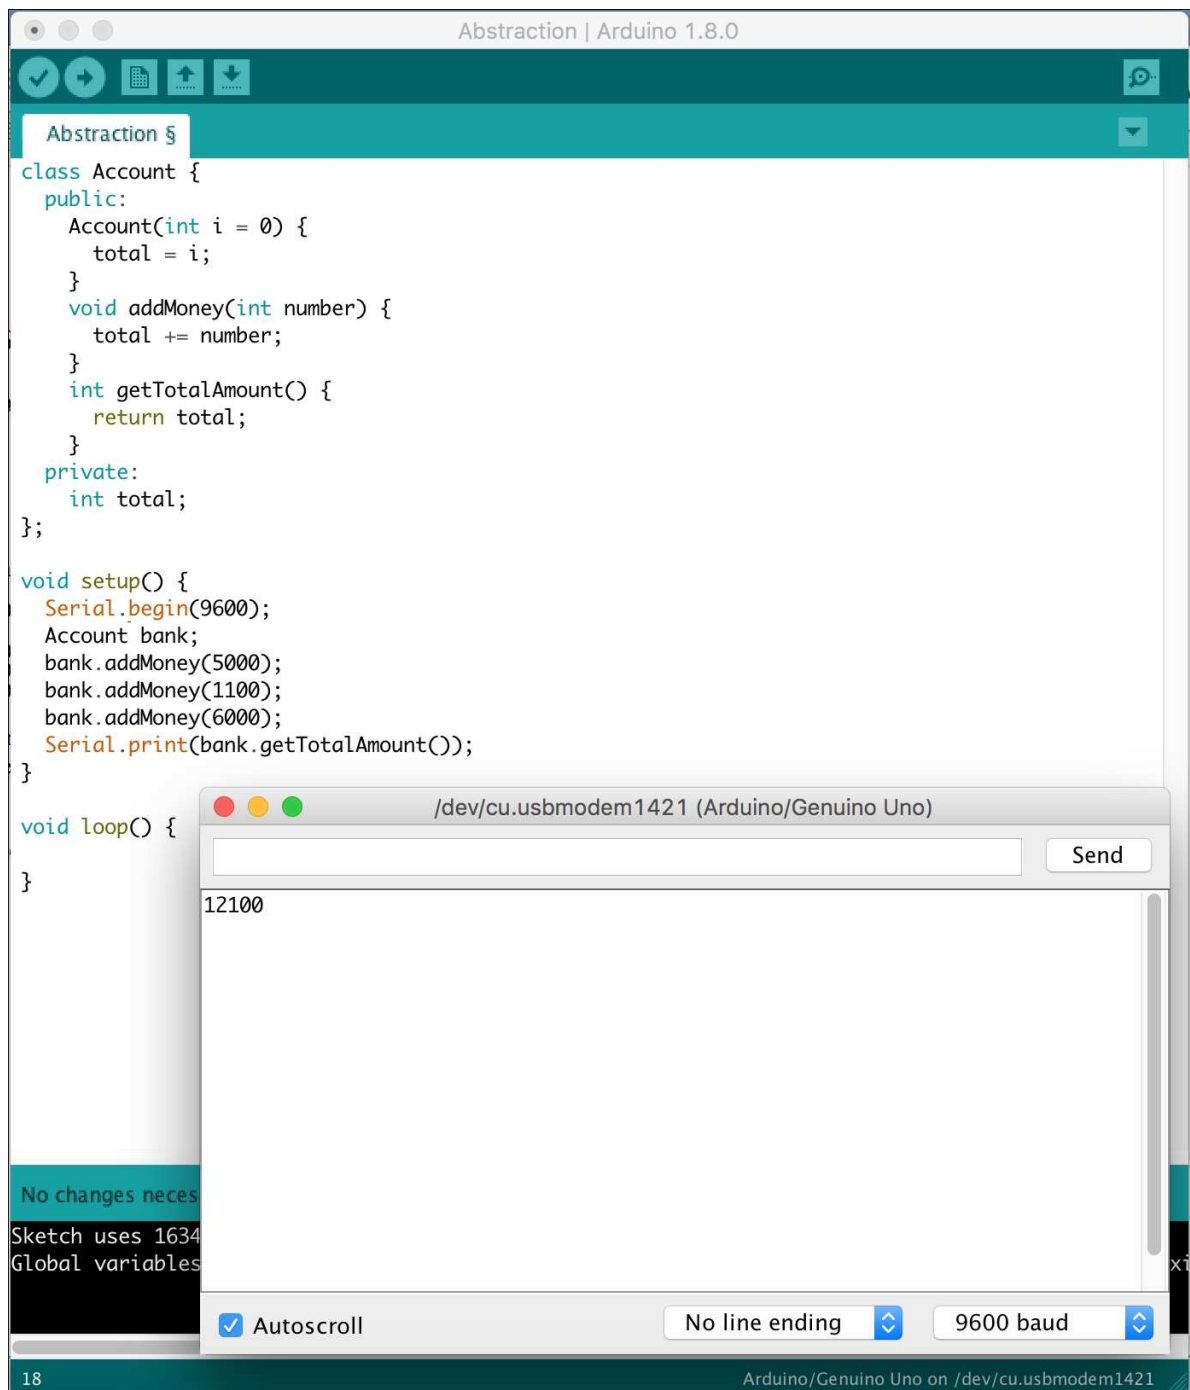 Abstraction | Arduino 1.8.0
Abstraction §
class Account {
  public:
    Account(int i = 0) {
      total = i;
    }
    void addMoney(int number) {
      total += number;
    }
    int getTotalAmount() {
      return total;
    }
  private:
    int total;
};
void setup() {
  Serial.begin(9600);
  Account bank;
  bank.addMoney(5000);
  bank.addMoney(1100);
  bank.addMoney(6000);
  Serial.print(bank.getTotalAmount());
}
void loop() {
}
/dev/cu.usbmodem1421 (Arduino/Genuino Uno)
Send
12100
No changes neces
Sketch uses 1634
Global variables
xi
Autoscroll
No line ending
9600 baud
18
Arduino/Genuino Uno on /dev/cu.usbmodem1421